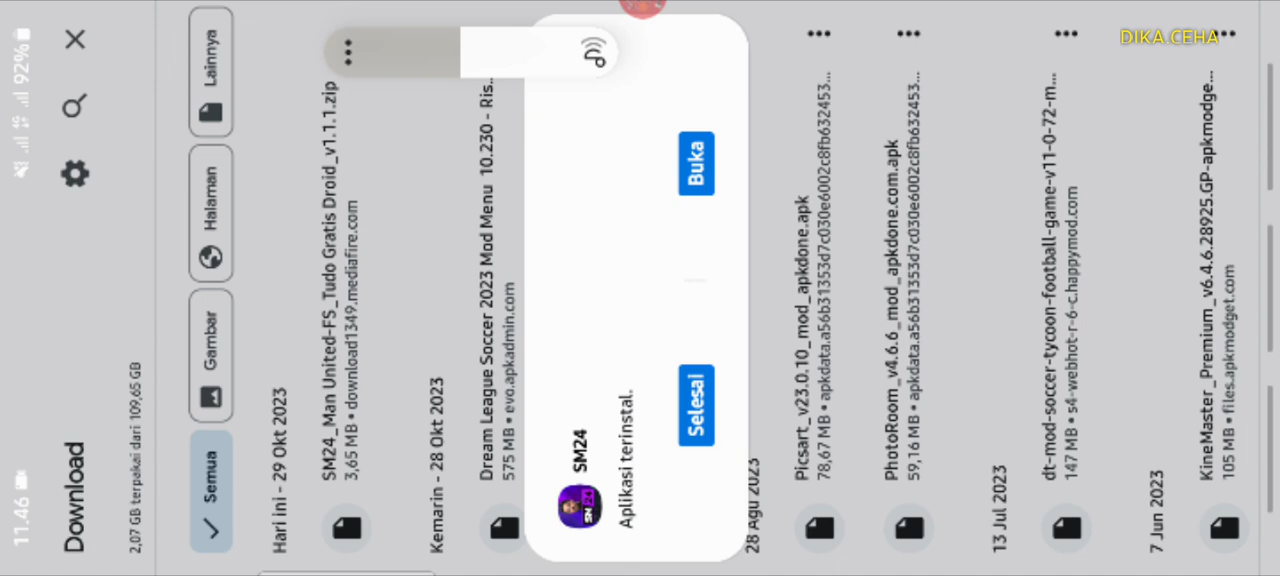 11.46
92%
DIKA CEHA
Download
2,07 GB terpakai dari 109,65 GB
Semua
Gambar
Halaman
Lainnya
Hari ini - 29 Okt 2023
SM24_Man United-FS_Tudo Gratis Droid_v1.1.1.zip
3,65 MB • download1349.mediafire.com
Kemarin - 28 Okt 2023
Dream League Soccer 2023 Mod Menu 10.230 - Ris...
575 MB • evo.apkadmin.com
SM24
Aplikasi terinstal.
Selesai
Buka
28 Agu 2023
Picsart_v23.0.10_mod_apkdone.apk
78,67 MB • apkdata.a56b31353d7c030e6002c8fb632453...
PhotoRoom_v4.6.6_mod_apkdone.com.apk
59,16 MB • apkdata.a56b31353d7c030e6002c8fb632453...
13 Jul 2023
dt-mod-soccer-tycoon-football-game-v11-0-72-m...
147 MB • s4-webhot-r-6-c.happymod.com
7 Jun 2023
KineMaster_Premium_v6.4.6.28925.GP-apkmodge...
105 MB • files.apkmodget.com